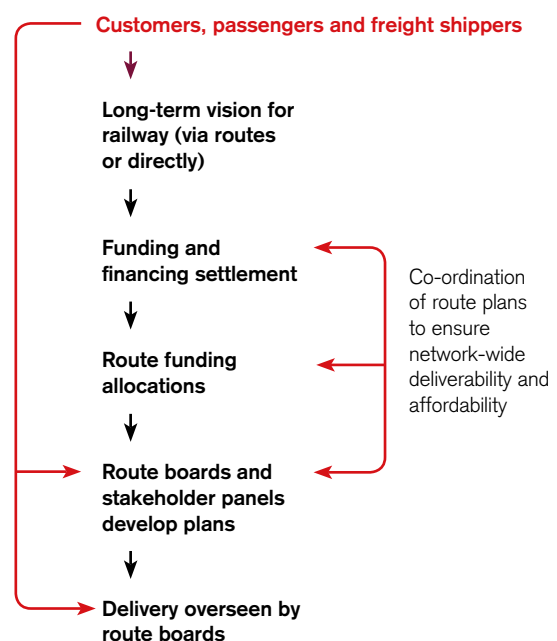 Customers, passengers and freight shippers
Long-term vision for
railway (via routes
or directly)
Funding and
financing settlement
Co-ordination
of route plans
to ensure
network-wide
deliverability and
affordability
Route funding
allocations
Route boards and
stakeholder panels
develop plans
Delivery overseen by
route boards